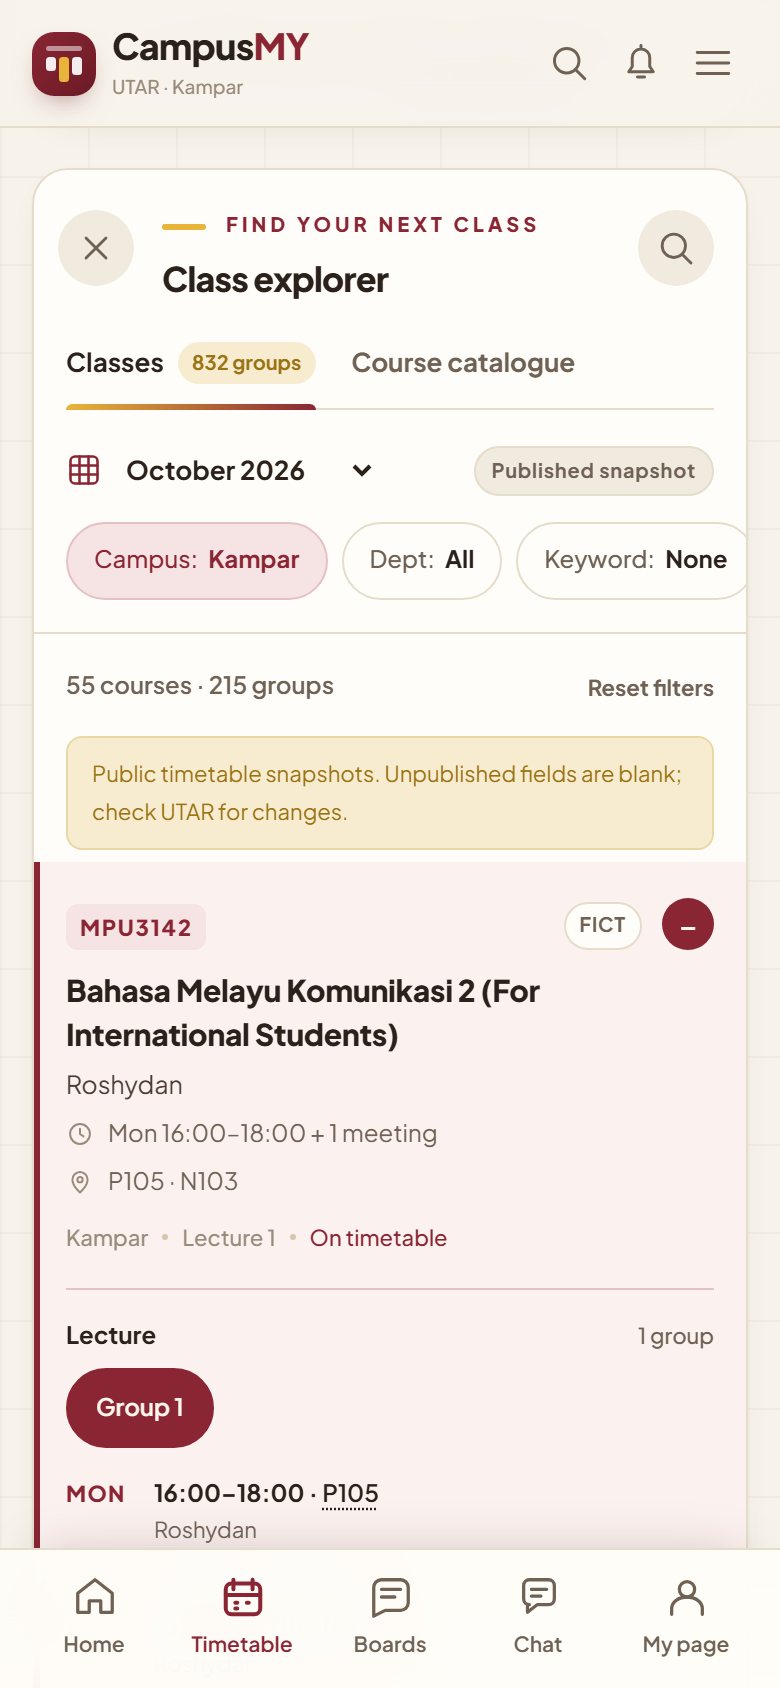 CampusMY
UTAR · Kampar
FIND YOUR NEXT CLASS
Class explorer
Classes 832 groups Course catalogue
October 2026 Published snapshot
Campus: Kampar Dept: All Keyword: None
55 courses · 215 groups Reset filters
Public timetable snapshots. Unpublished fields are blank;
check UTAR for changes.
MPU3142 FICT
Bahasa Melayu Komunikasi 2 (For
International Students)
Roshydan
Mon 16:00–18:00 + 1 meeting
P105 · N103
Kampar • Lecture 1 • On timetable
Lecture 1 group
Group 1
MON 16:00–18:00 · P105
Roshydan
Home Timetable Boards Chat My page